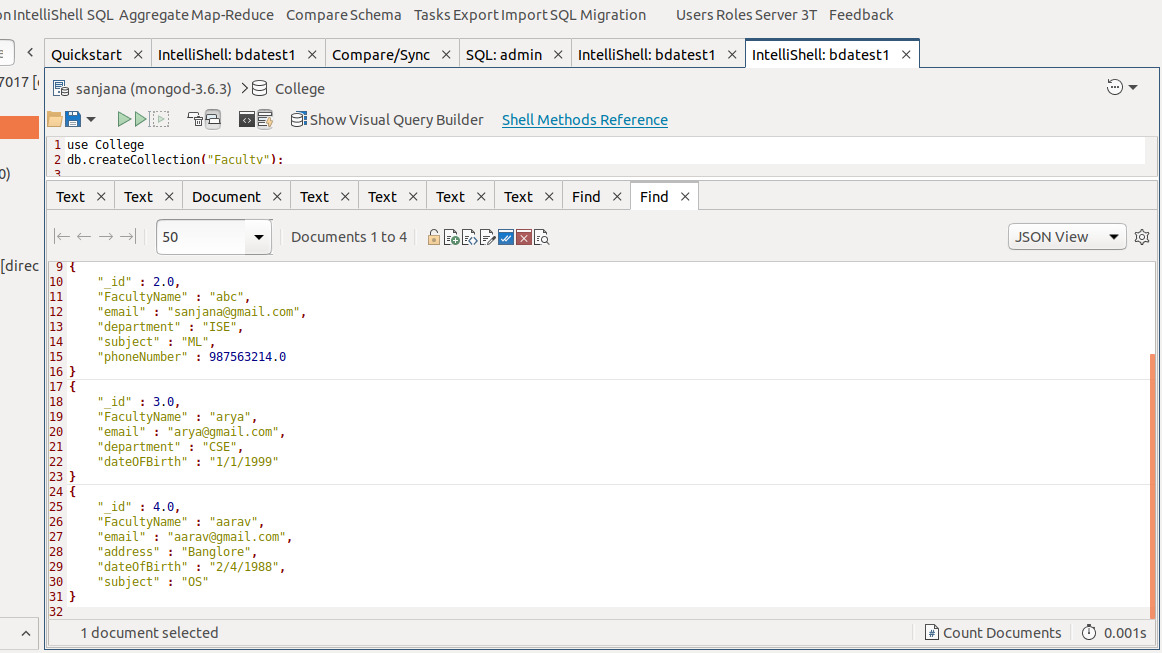 on IntelliShell SQL Aggregate Map-Reduce Compare Schema Tasks Export Import SQL Migration Users Roles Server 3T Feedback
Quickstart × IntelliShell: bdatest1 × Compare/Sync × SQL: admin × IntelliShell: bdatest1 × IntelliShell: bdatest1 ×
7017 [
sanjana (mongod-3.6.3) > College
Show Visual Query Builder Shell Methods Reference
1 use College
2 db.createCollection("Faculty");
3
0)
Text × Text × Document × Text × Text × Text × Text × Find × Find ×
50 Documents 1 to 4 JSON View
[direc
9 {
10 "_id" : 2.0,
11 "FacultyName" : "abc",
12 "email" : "sanjana@gmail.com",
13 "department" : "ISE",
14 "subject" : "ML",
15 "phoneNumber" : 987563214.0
16 }
17 {
18 "_id" : 3.0,
19 "FacultyName" : "arya",
20 "email" : "arya@gmail.com",
21 "department" : "CSE",
22 "dateOFBirth" : "1/1/1999"
23 }
24 {
25 "_id" : 4.0,
26 "FacultyName" : "aarav",
27 "email" : "aarav@gmail.com",
28 "address" : "Banglore",
29 "dateOfBirth" : "2/4/1988",
30 "subject" : "OS"
31 }
32
1 document selected Count Documents 0.001s